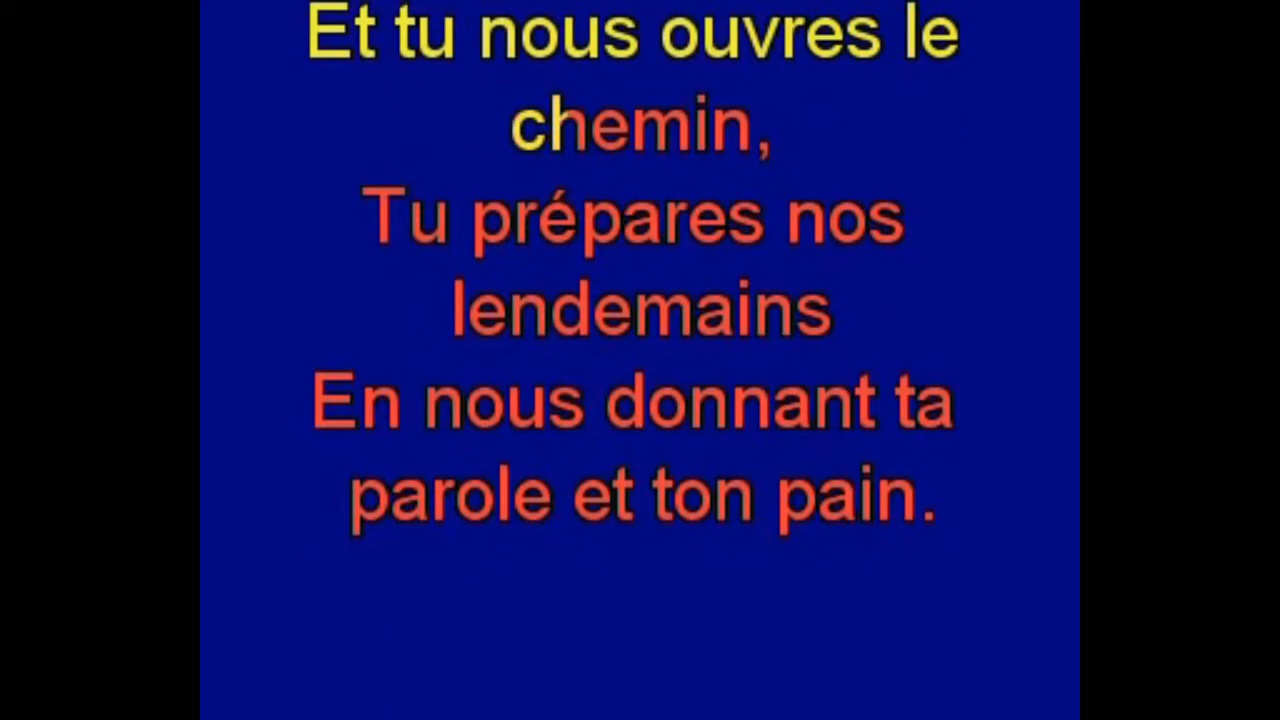 Et tu nous ouvres le
chemin,
Tu prépares nos
lendemains
En nous donnant ta
parole et ton pain.